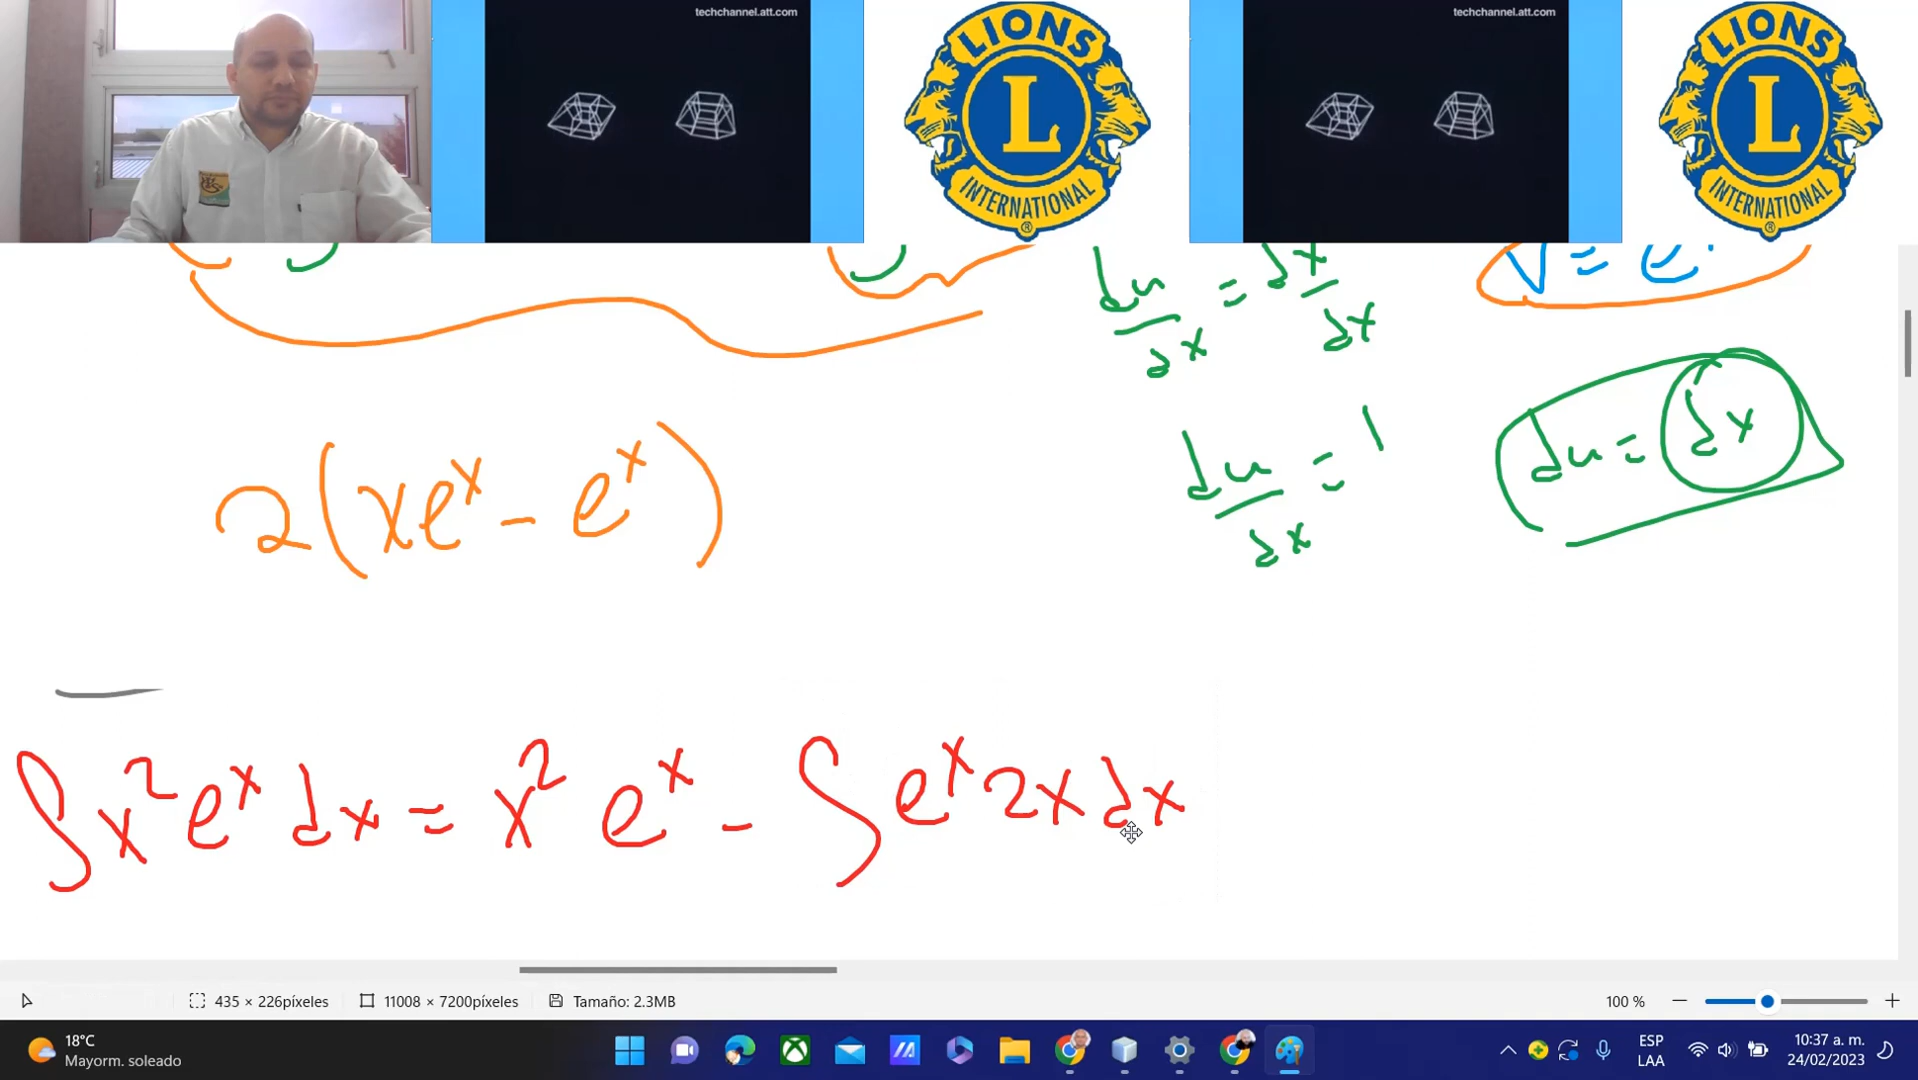 techchannel.att.com
techchannel.att.com
LIONS
L
INTERNATIONAL
®
LIONS
L
INTERNATIONAL
®
du/dx = dx/dx
V = e
du/dx = 1
du = dx
2(xe^x - e^x)
∫x^2 e^x dx = x^2 e^x - ∫e^x 2x dx
435 × 226píxeles
11008 × 7200píxeles
Tamaño: 2.3MB
100 %
18°C
Mayorm. soleado
ESP
LAA
10:37 a. m.
24/02/2023